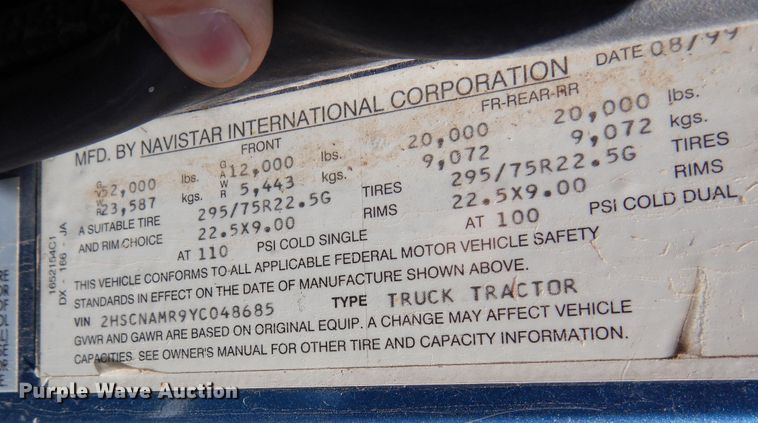 MFD. BY NAVISTAR INTERNATIONAL CORPORATION DATE 08/99
FRONT FR-REAR-RR
GVWR 52,000 lbs. GAWR 12,000 lbs. 20,000 20,000 lbs.
23,587 kgs. 5,443 kgs. 9,072 9,072 kgs.
A SUITABLE TIRE 295/75R22.5G TIRES 295/75R22.5G TIRES
AND RIM CHOICE 22.5X9.00 RIMS 22.5X9.00 RIMS
AT 110 PSI COLD SINGLE AT 100 PSI COLD DUAL
THIS VEHICLE CONFORMS TO ALL APPLICABLE FEDERAL MOTOR VEHICLE SAFETY
STANDARDS IN EFFECT ON THE DATE OF MANUFACTURE SHOWN ABOVE.
VIN 2HSCNAMR9YC048685 TYPE TRUCK TRACTOR
GVWR AND GAWR ARE BASED ON ORIGINAL EQUIP. A CHANGE MAY AFFECT VEHICLE
CAPACITIES. SEE OWNER'S MANUAL FOR OTHER TIRE AND CAPACITY INFORMATION.
1652154C1
DX - 166 - JA
Purple Wave Auction